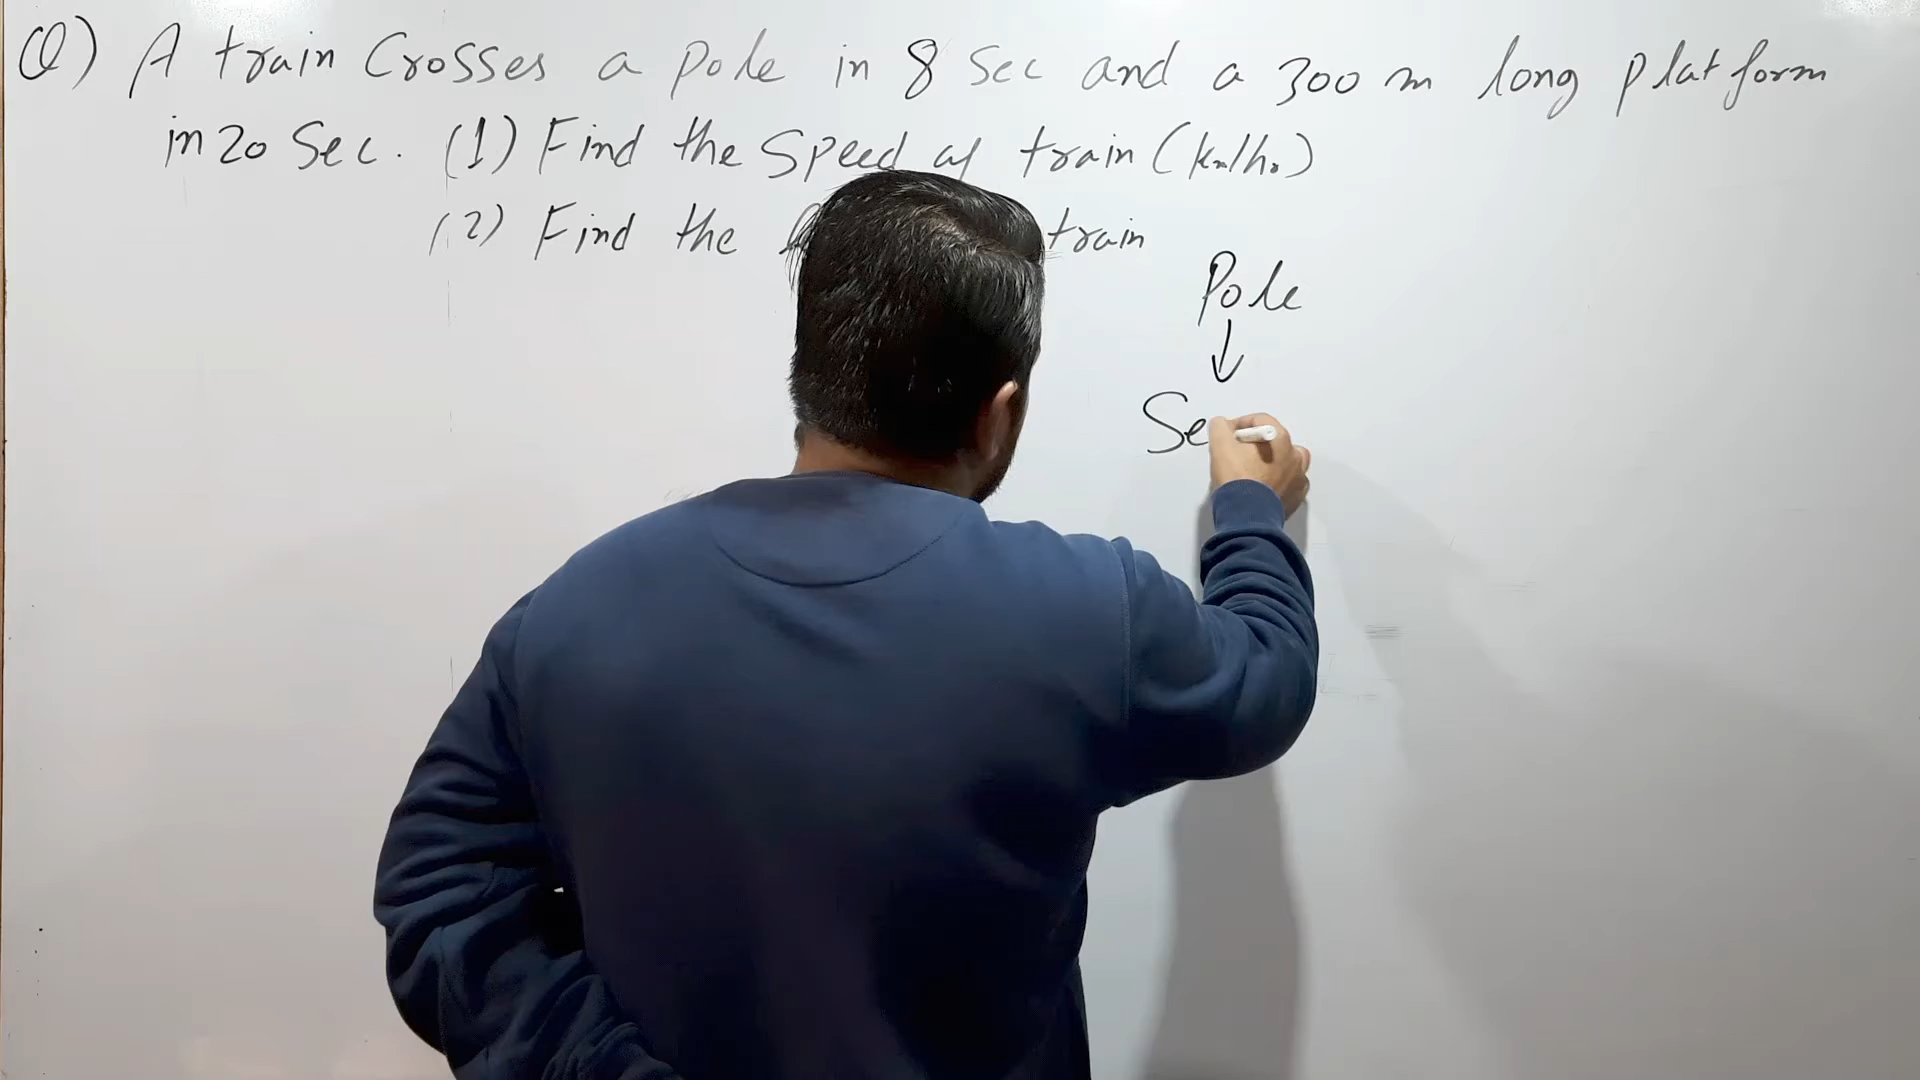 Q) A train Crosses a pole in 8 Sec and a 300 m long platform
in 20 Sec. (1) Find the Speed of train (km/hr)
(2) Find the train
Pole
↓
Se